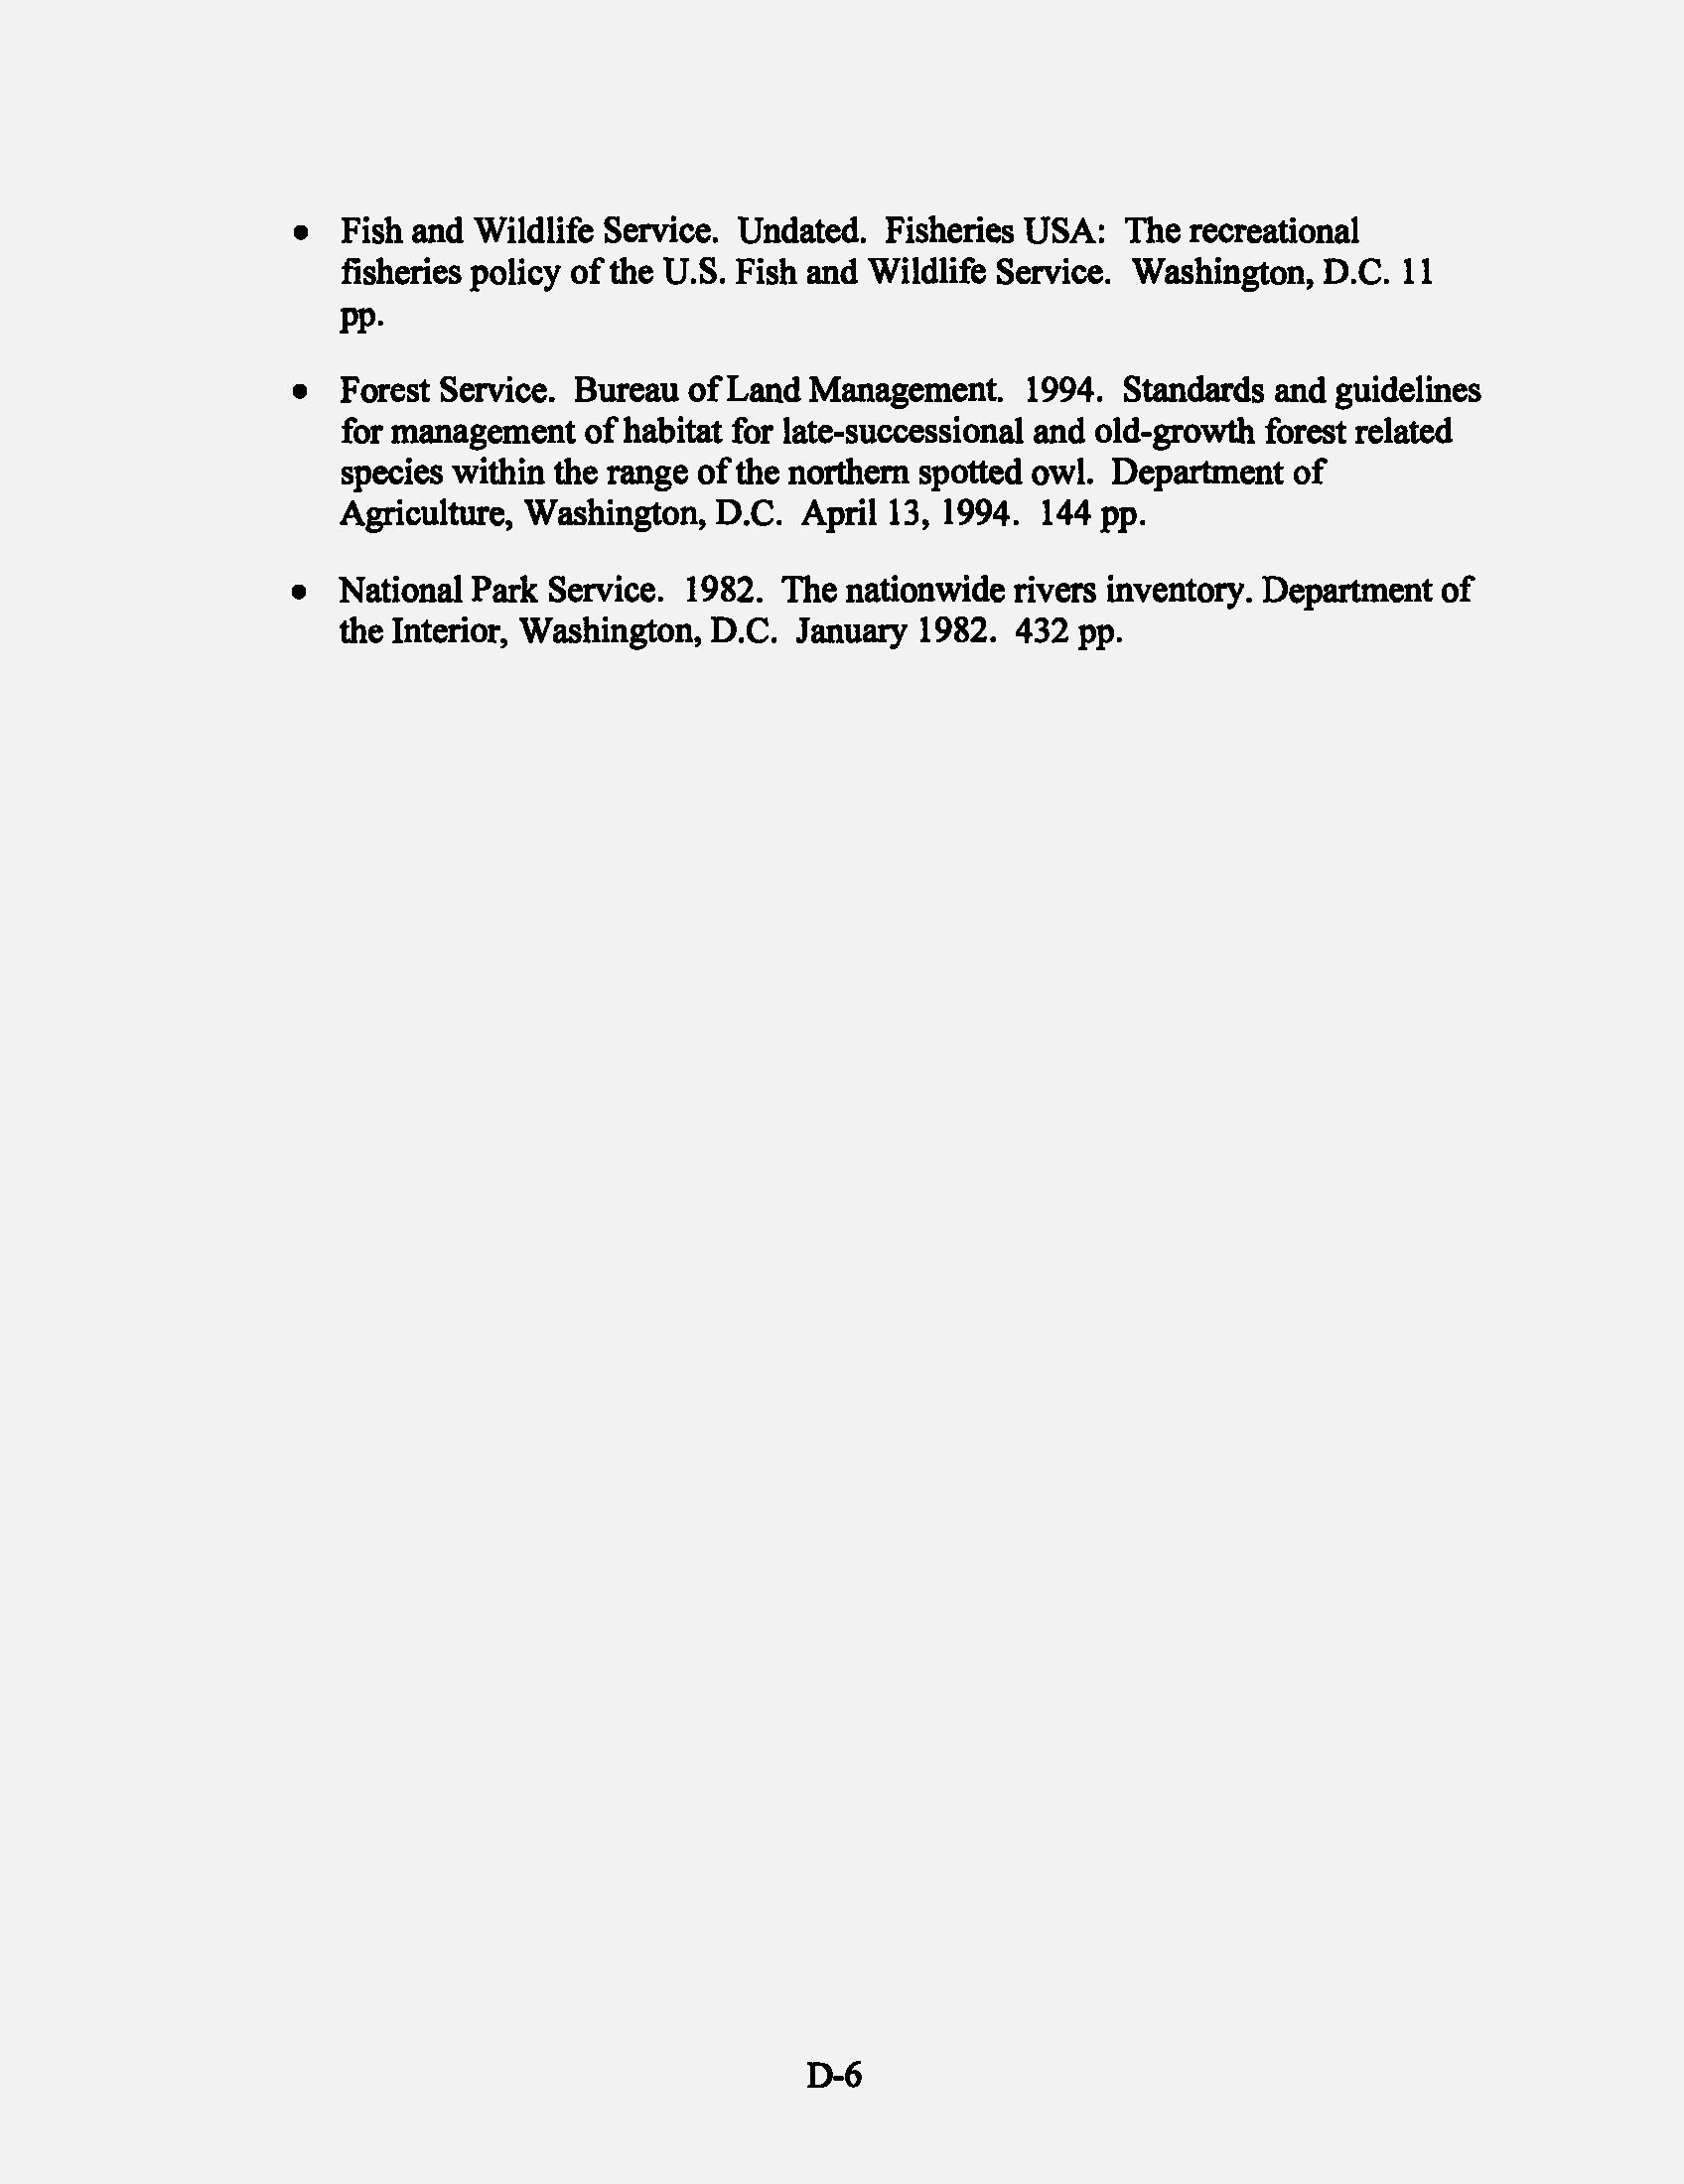 • Fish and Wildlife Service. Undated. Fisheries USA: The recreational
fisheries policy of the U.S. Fish and Wildlife Service. Washington, D.C. 11
pp.
• Forest Service. Bureau of Land Management. 1994. Standards and guidelines
for management of habitat for late-successional and old-growth forest related
species within the range of the northern spotted owl. Department of
Agriculture, Washington, D.C. April 13, 1994. 144 pp.
• National Park Service. 1982. The nationwide rivers inventory. Department of
the Interior, Washington, D.C. January 1982. 432 pp.
D-6